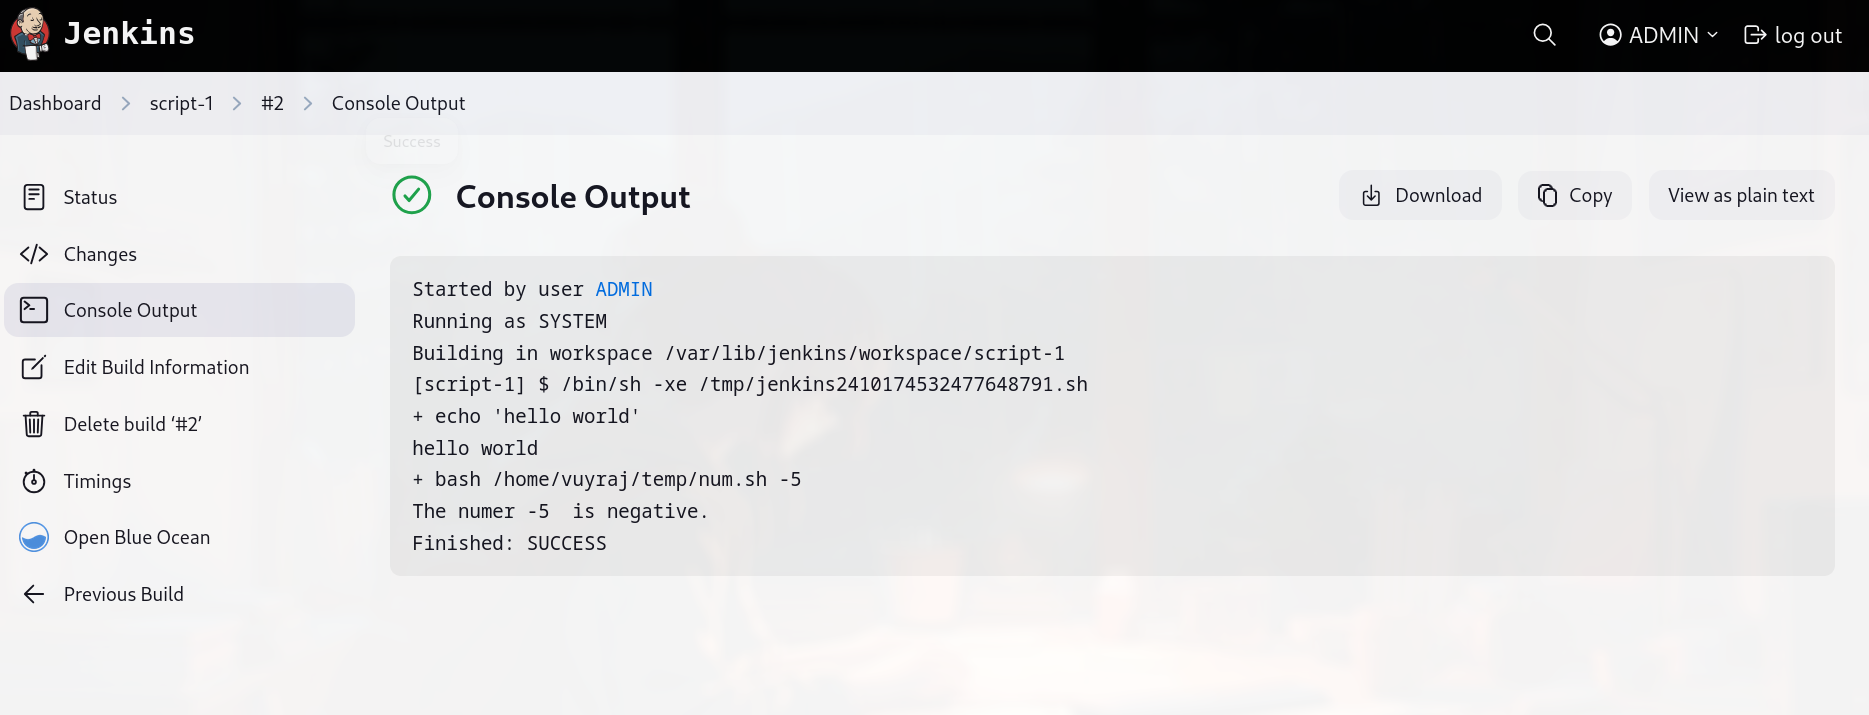 Jenkins
ADMIN
log out
Dashboard
script-1
#2
Console Output
Success
Status
Changes
Console Output
Edit Build Information
Delete build ‘#2’
Timings
Open Blue Ocean
Previous Build
Console Output
Download
Copy
View as plain text
Started by user ADMIN
Running as SYSTEM
Building in workspace /var/lib/jenkins/workspace/script-1
[script-1] $ /bin/sh -xe /tmp/jenkins2410174532477648791.sh
+ echo 'hello world'
hello world
+ bash /home/vuyraj/temp/num.sh -5
The numer -5  is negative.
Finished: SUCCESS